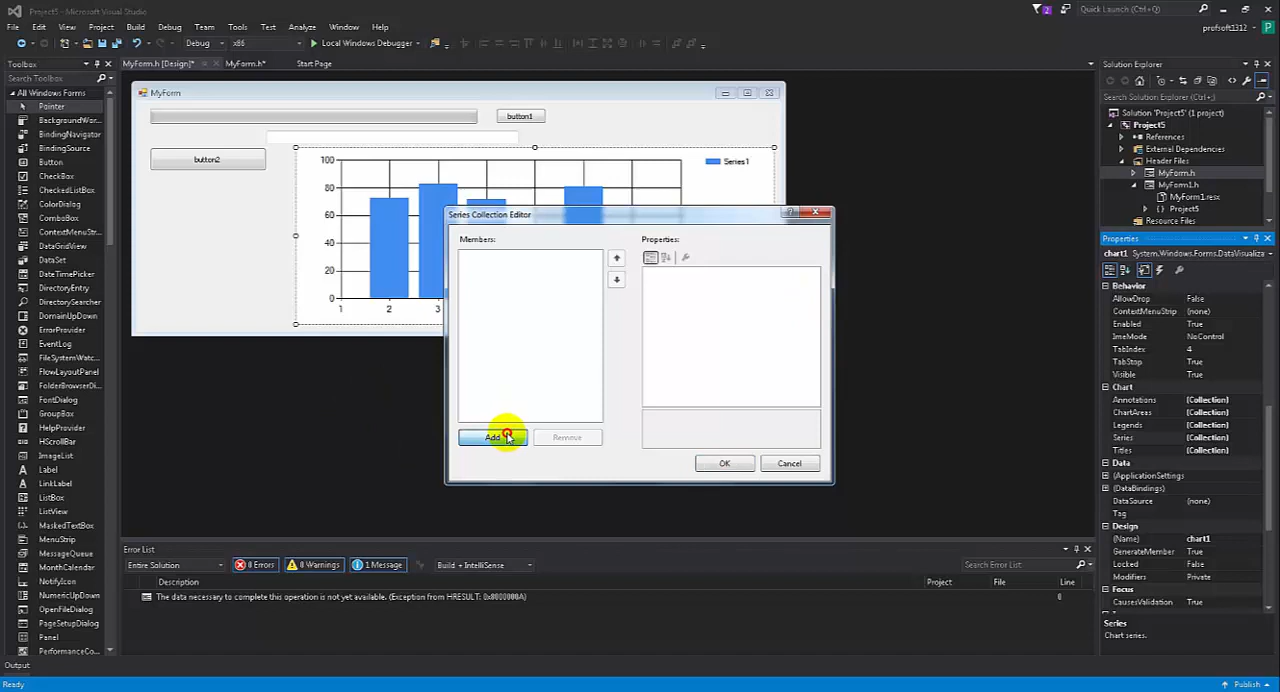 Project5 - Microsoft Visual Studio
2
Quick Launch (Ctrl+Q)
File Edit View Project Build Debug Team Tools Test Analyze Window Help
profsoft1312
P
Debug x86 Local Windows Debugger
Toolbox
Search Toolbox
All Windows Forms
Pointer
BackgroundWor...
BindingNavigator
BindingSource
Button
CheckBox
CheckedListBox
ColorDialog
ComboBox
ContextMenuStr...
DataGridView
DataSet
DateTimePicker
DirectoryEntry
DirectorySearcher
DomainUpDown
ErrorProvider
EventLog
FileSystemWatc...
FlowLayoutPanel
FolderBrowserDi...
FontDialog
GroupBox
HelpProvider
HScrollBar
ImageList
Label
LinkLabel
ListBox
ListView
MaskedTextBox
MenuStrip
MessageQueue
MonthCalendar
NotifyIcon
NumericUpDown
OpenFileDialog
PageSetupDialog
Panel
PerformanceCo...
MyForm.h [Design]* MyForm.h* Start Page
MyForm
button1
button2
100
80
60
40
20
0
1 2 3
Series1
Series Collection Editor
Members:
Properties:
Add
Remove
OK
Cancel
Error List
Entire Solution
0 Errors
0 Warnings
1 Message
Build + IntelliSense
Search Error List
Description Project File Line
The data necessary to complete this operation is not yet available. (Exception from HRESULT: 0x8000000A) 0
Solution Explorer
Search Solution Explorer (Ctrl+;)
Solution 'Project5' (1 project)
Project5
References
External Dependencies
Header Files
MyForm.h
MyForm1.h
MyForm1.resx
Project5
Resource Files
Properties
chart1 System.Windows.Forms.DataVisualiza
Behavior
AllowDrop False
ContextMenuStrip (none)
Enabled True
ImeMode NoControl
TabIndex 4
TabStop True
Visible True
Chart
Annotations (Collection)
ChartAreas (Collection)
Legends (Collection)
Series (Collection)
Titles (Collection)
Data
(ApplicationSettings
(DataBindings)
DataSource (none)
Tag
Design
(Name) chart1
GenerateMember True
Locked False
Modifiers Private
Focus
CausesValidation True
Series
Chart series.
Output
Ready
Publish